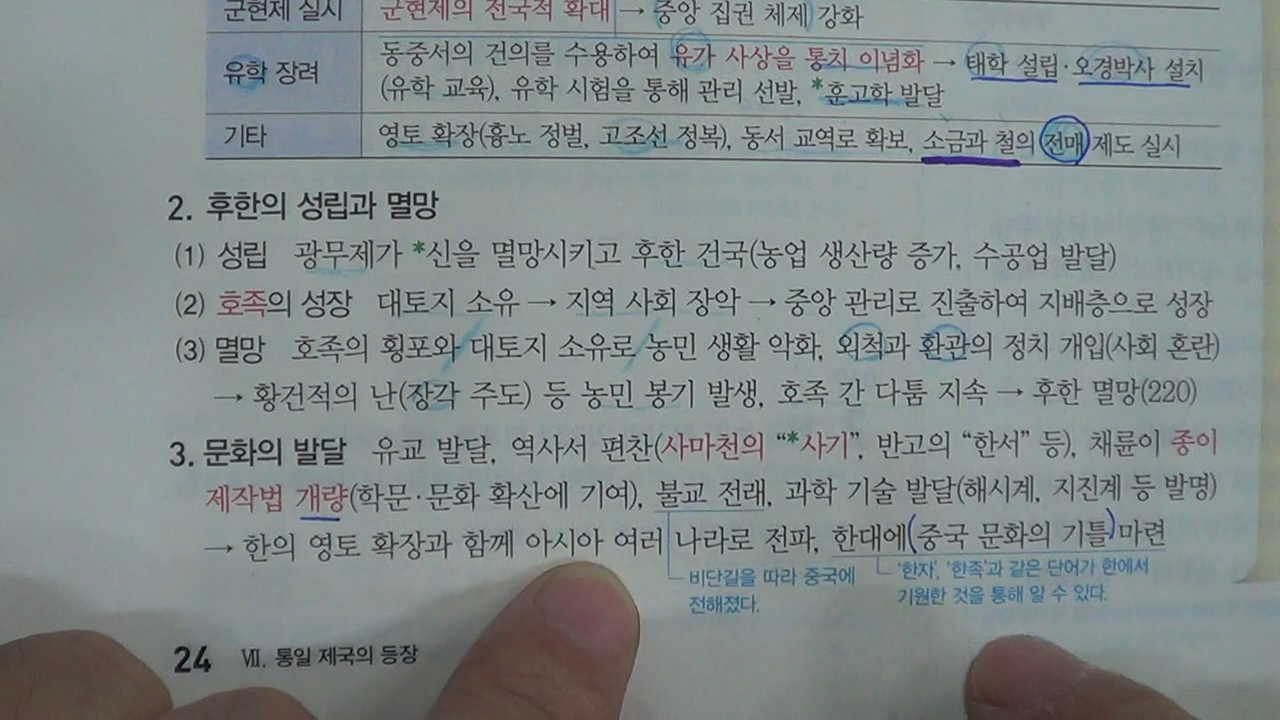 군현제 실시 군현제의 전국적 확대 → 중앙 집권 체제 강화
동중서의 건의를 수용하여 유가 사상을 통치 이념화 → 태학 설립·오경박사 설치
유학 장려
(유학 교육), 유학 시험을 통해 관리 선발, *훈고학 발달
기타 영토 확장(흉노 정벌, 고조선 정복), 동서 교역로 확보, 소금과 철의 전매 제도 실시
2. 후한의 성립과 멸망
(1) 성립 광무제가 *신을 멸망시키고 후한 건국(농업 생산량 증가, 수공업 발달)
(2) 호족의 성장 대토지 소유 → 지역 사회 장악 → 중앙 관리로 진출하여 지배층으로 성장
(3) 멸망 호족의 횡포와 대토지 소유로 농민 생활 악화, 외척과 환관의 정치 개입(사회 혼란)
→ 황건적의 난(장각 주도) 등 농민 봉기 발생, 호족 간 다툼 지속 → 후한 멸망(220)
3. 문화의 발달 유교 발달, 역사서 편찬(사마천의 “*사기”, 반고의 “한서” 등), 채륜이 종이
제작법 개량(학문·문화 확산에 기여), 불교 전래, 과학 기술 발달(해시계, 지진계 등 발명)
→ 한의 영토 확장과 함께 아시아 여러 나라로 전파, 한대에(중국 문화의 기틀)마련
비단길을 따라 중국에
전해졌다.
‘한자’, ‘한족’과 같은 단어가 한에서
기원한 것을 통해 알 수 있다.
24 Ⅶ. 통일 제국의 등장